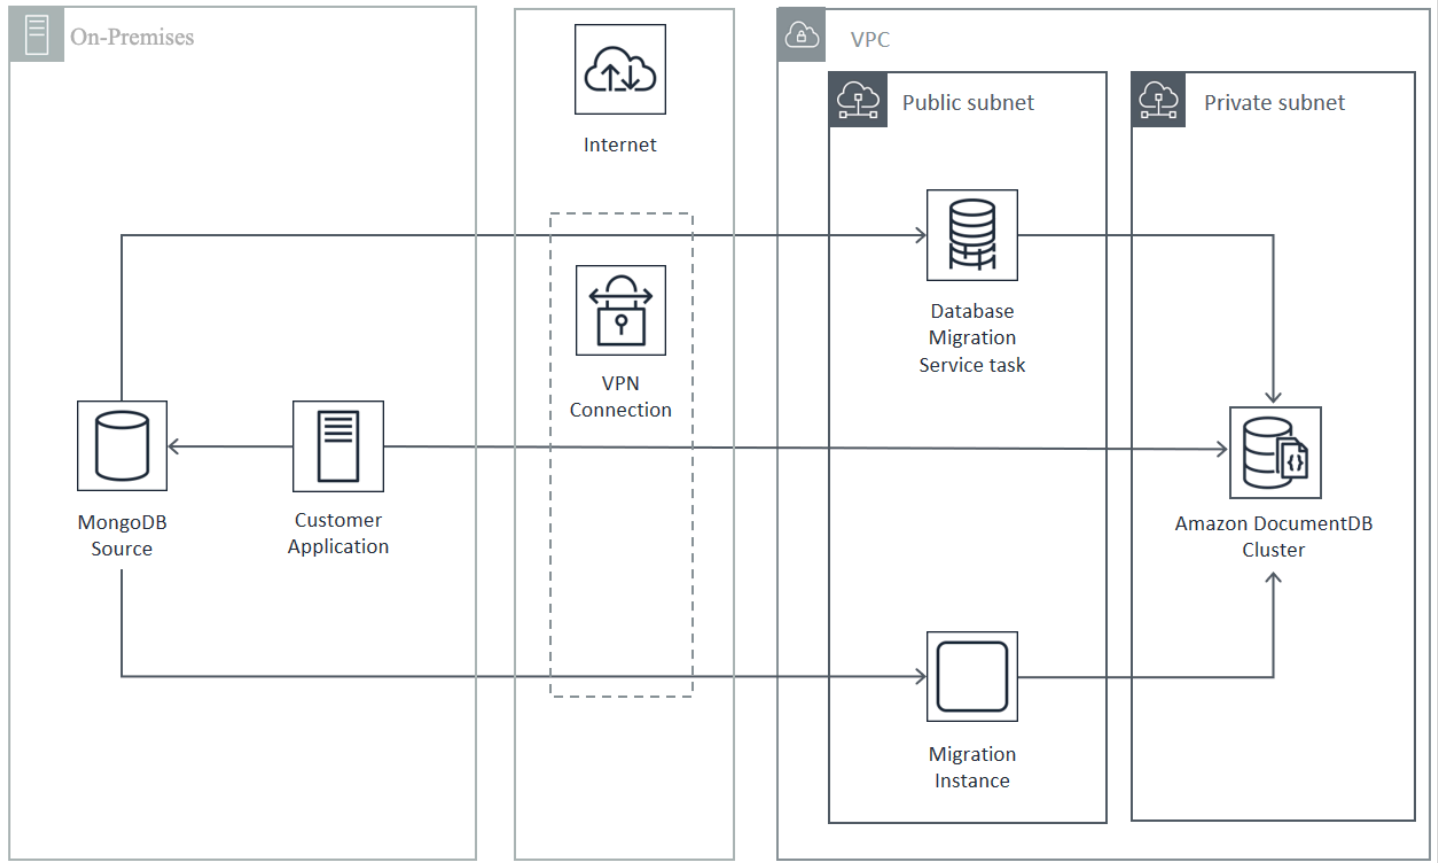 On-Premises
Internet
VPC
Public subnet
Private subnet
Database
Migration
Service task
VPN
Connection
MongoDB
Source
Customer
Application
Amazon DocumentDB
Cluster
Migration
Instance